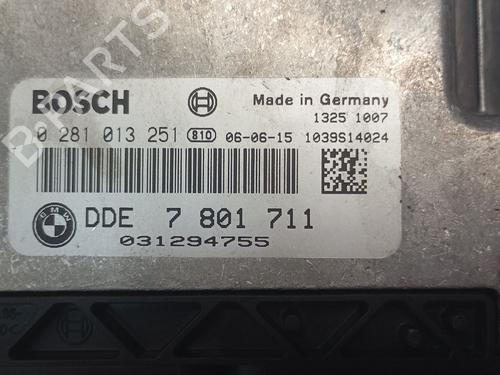 BOSCH
Made in Germany
1325 1007
0 281 013 251 810 06-06-15 1039S14024
BMW DDE 7 801 711
031294755